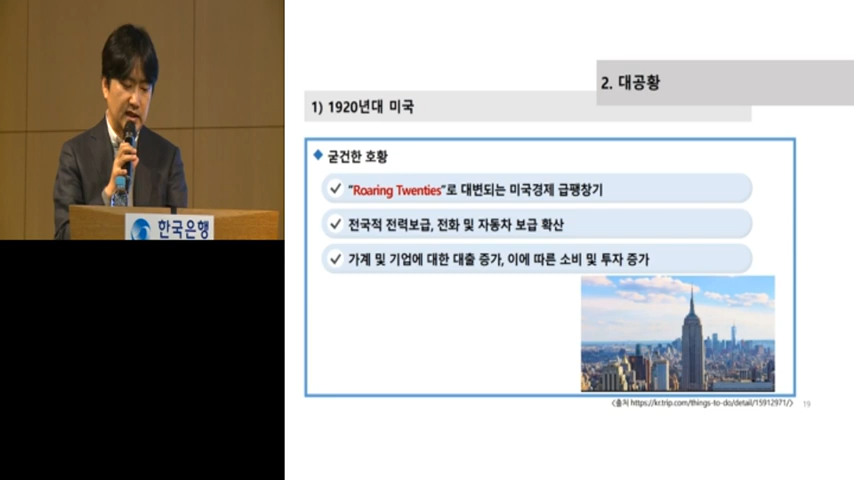 한국은행
2. 대공황
1) 1920년대 미국
굳건한 호황
"Roaring Twenties"로 대변되는 미국경제 급팽창기
전국적 전력보급, 전화 및 자동차 보급 확산
가계 및 기업에 대한 대출 증가, 이에 따른 소비 및 투자 증가
<출처 https://kr.trip.com/things-to-do/detail/15912971/>
19